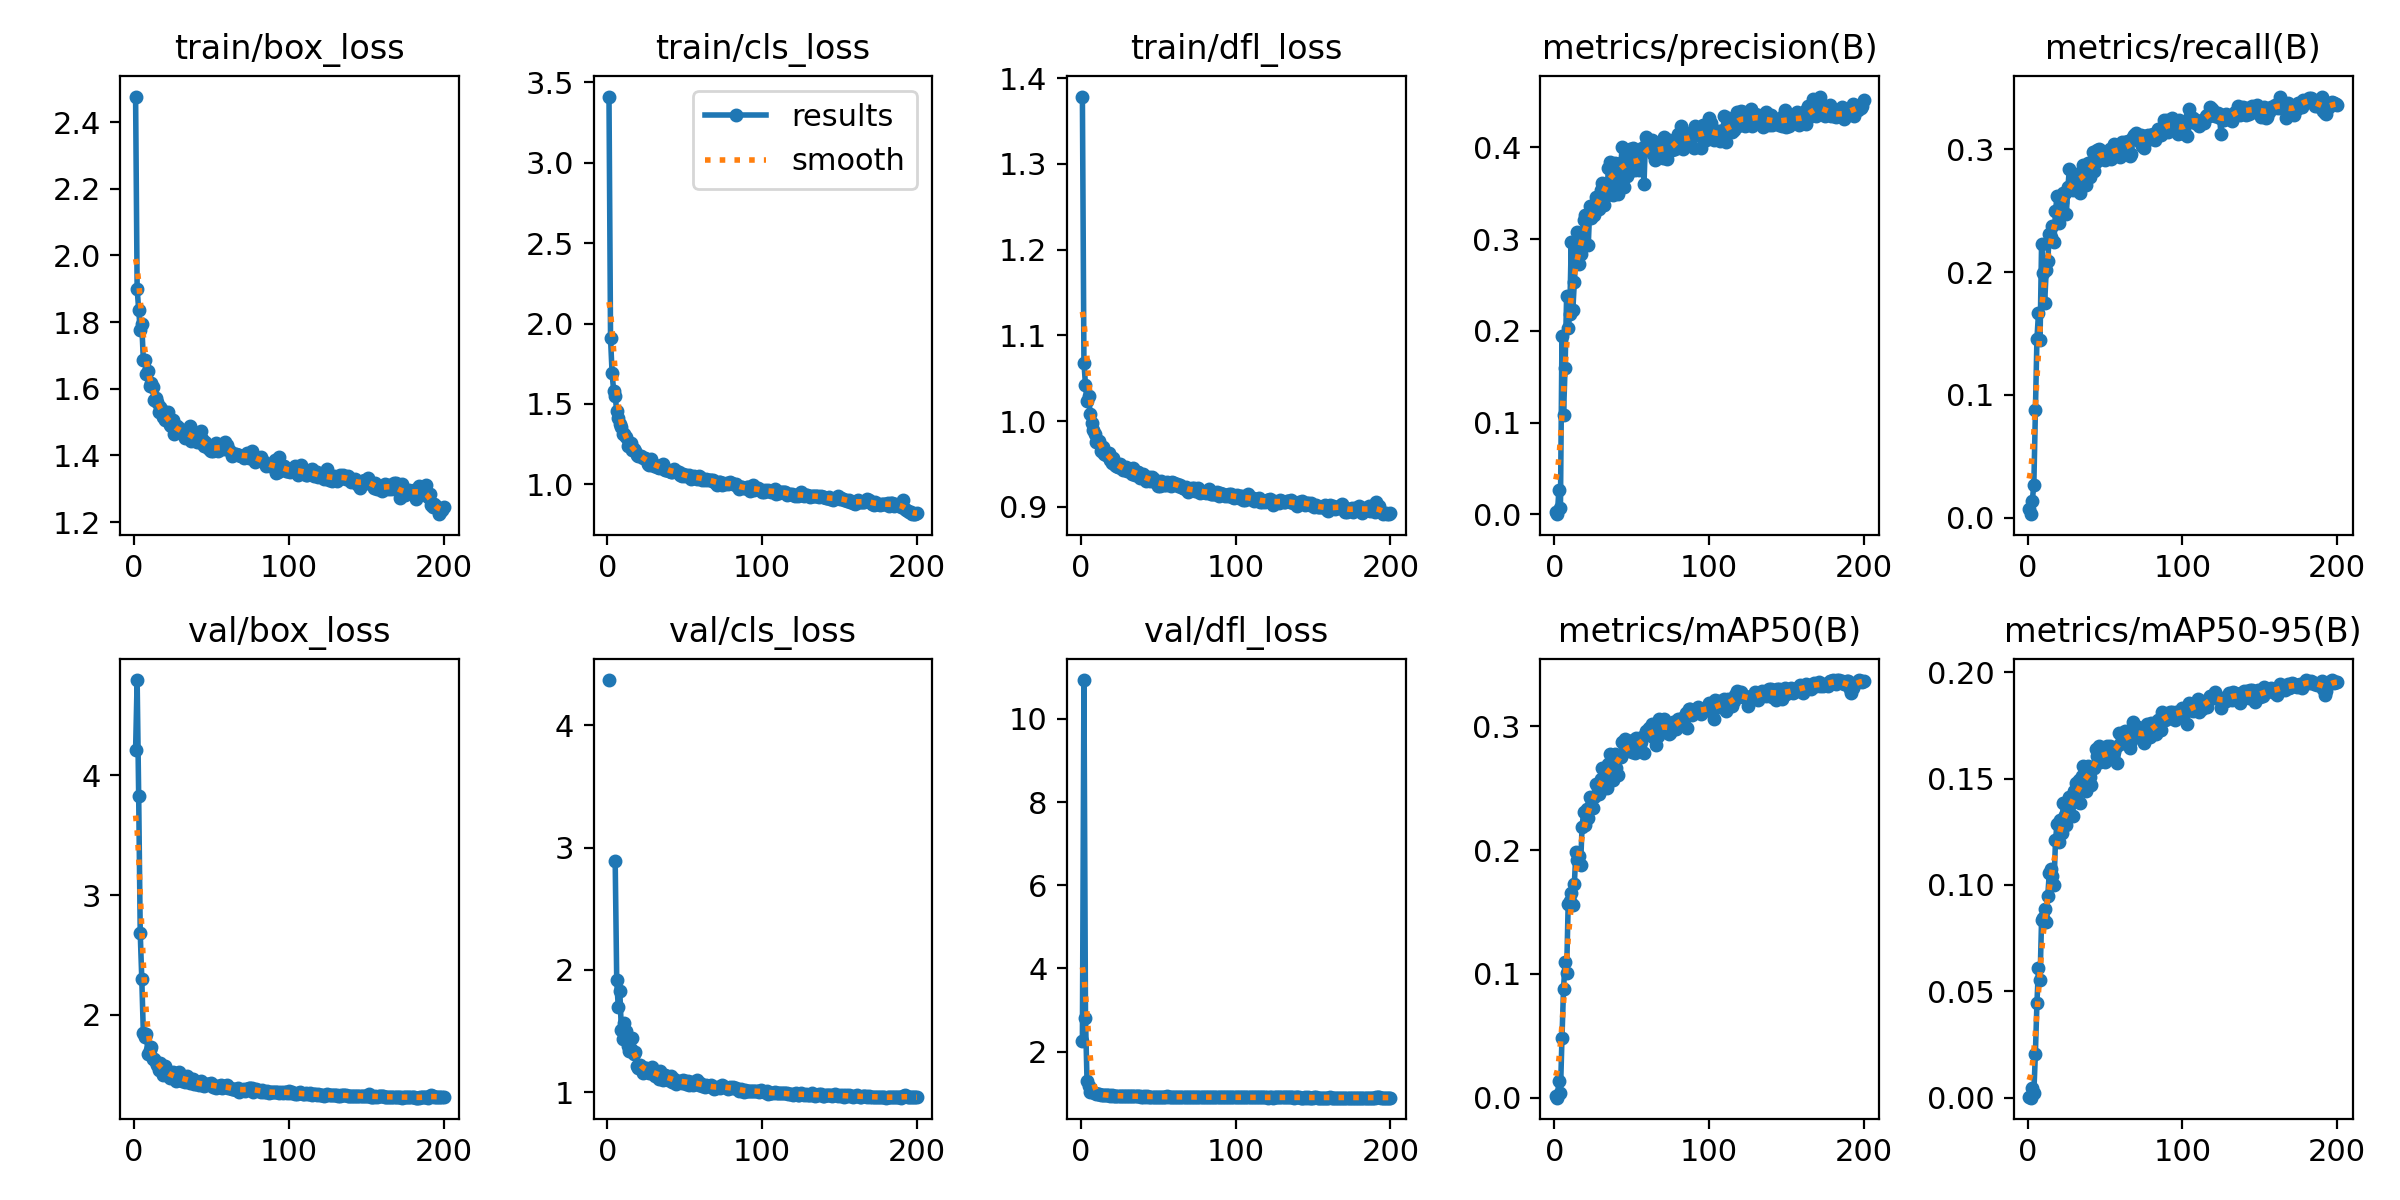 train/box_loss
2.4
2.2
2.0
1.8
1.6
1.4
1.2
0 100 200
train/cls_loss
3.5
3.0
2.5
2.0
1.5
1.0
0 100 200
results
smooth
train/dfl_loss
1.4
1.3
1.2
1.1
1.0
0.9
0 100 200
metrics/precision(B)
0.4
0.3
0.2
0.1
0.0
0 100 200
metrics/recall(B)
0.3
0.2
0.1
0.0
0 100 200
val/box_loss
4
3
2
0 100 200
val/cls_loss
4
3
2
1
0 100 200
val/dfl_loss
10
8
6
4
2
0 100 200
metrics/mAP50(B)
0.3
0.2
0.1
0.0
0 100 200
metrics/mAP50-95(B)
0.20
0.15
0.10
0.05
0.00
0 100 200